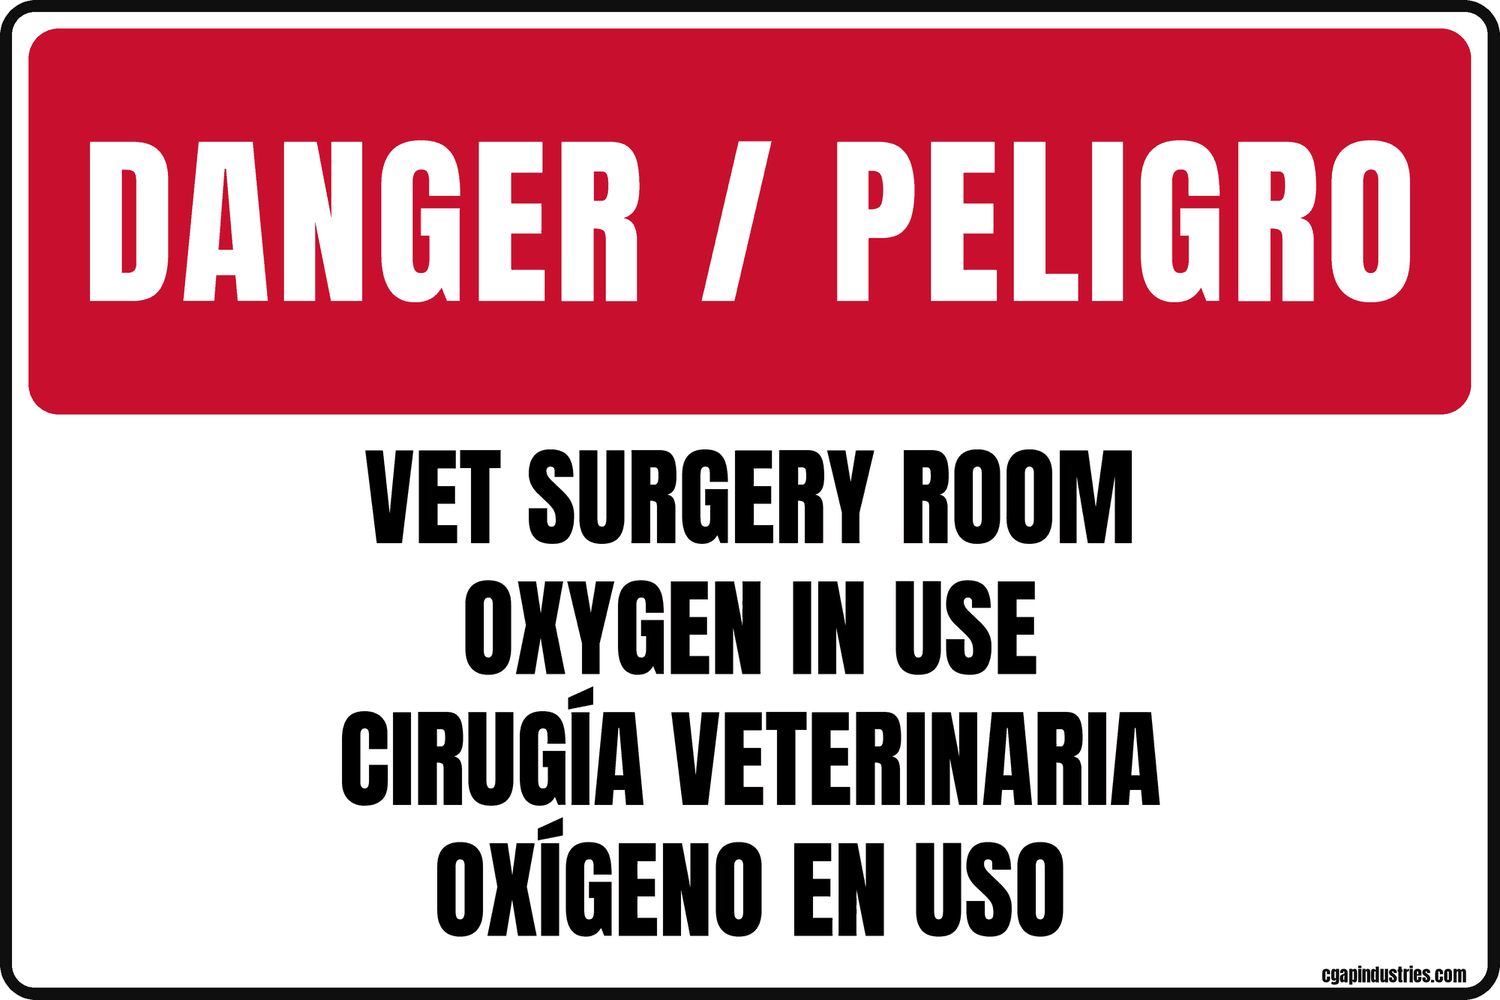 DANGER / PELIGRO
VET SURGERY ROOM
OXYGEN IN USE
CIRUGÍA VETERINARIA
OXÍGENO EN USO
cgapindustries.com